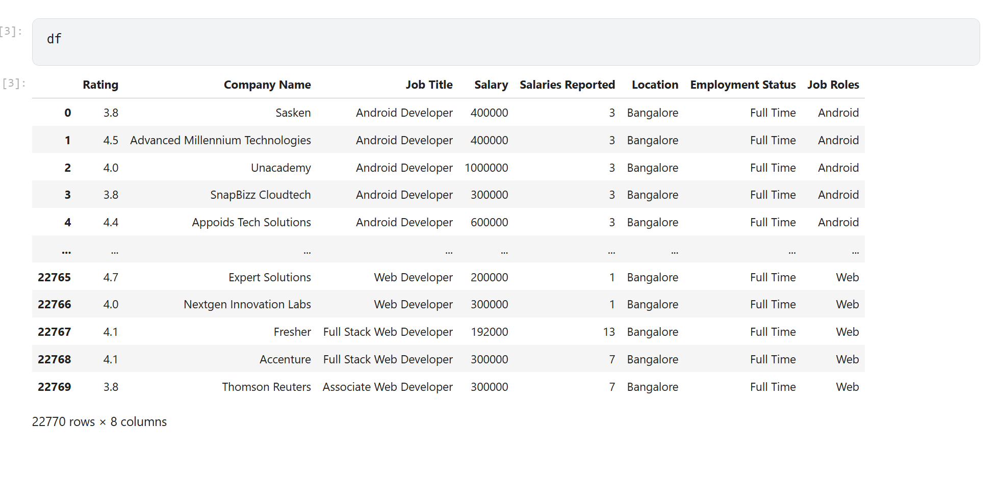 [3]:
df
[3]:
Rating Company Name Job Title Salary Salaries Reported Location Employment Status Job Roles
0 3.8 Sasken Android Developer 400000 3 Bangalore Full Time Android
1 4.5 Advanced Millennium Technologies Android Developer 400000 3 Bangalore Full Time Android
2 4.0 Unacademy Android Developer 1000000 3 Bangalore Full Time Android
3 3.8 SnapBizz Cloudtech Android Developer 300000 3 Bangalore Full Time Android
4 4.4 Appoids Tech Solutions Android Developer 600000 3 Bangalore Full Time Android
... ... ... ... ... ... ... ... ...
22765 4.7 Expert Solutions Web Developer 200000 1 Bangalore Full Time Web
22766 4.0 Nextgen Innovation Labs Web Developer 300000 1 Bangalore Full Time Web
22767 4.1 Fresher Full Stack Web Developer 192000 13 Bangalore Full Time Web
22768 4.1 Accenture Full Stack Web Developer 300000 7 Bangalore Full Time Web
22769 3.8 Thomson Reuters Associate Web Developer 300000 7 Bangalore Full Time Web
22770 rows × 8 columns